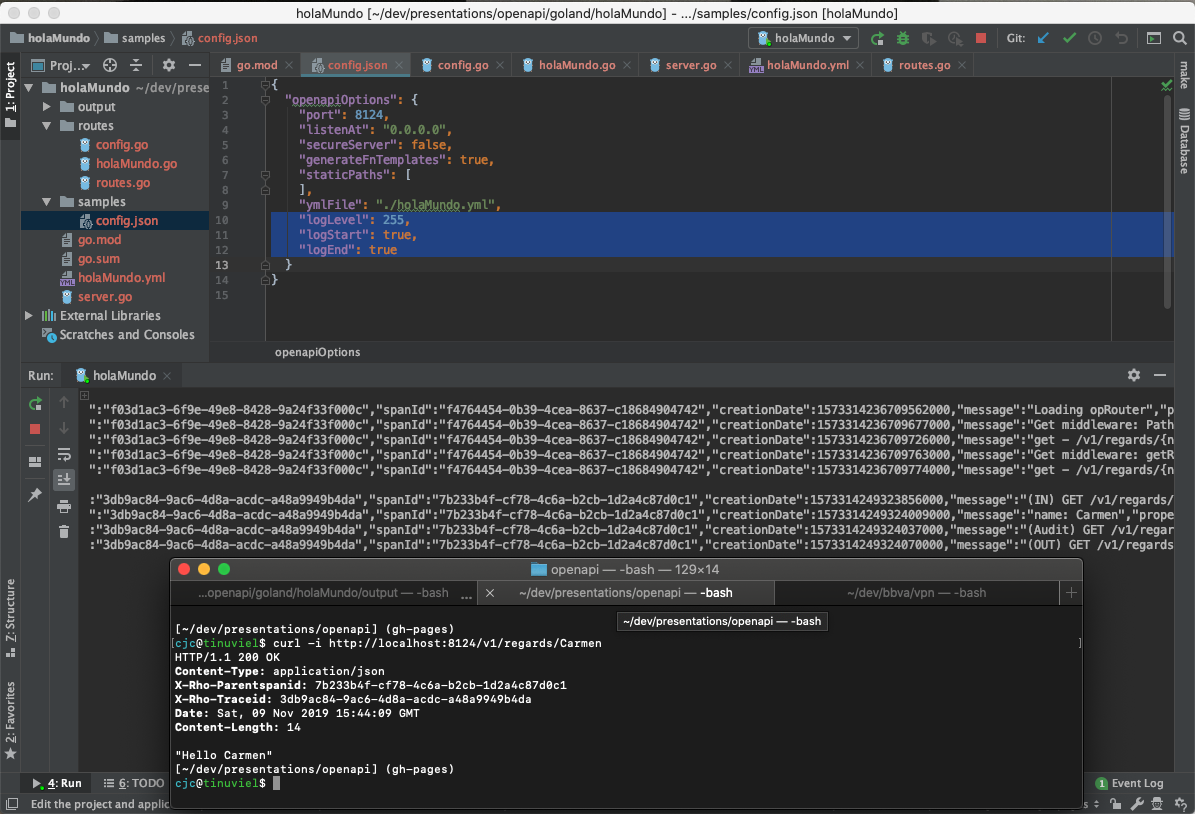 holaMundo [~/dev/presentations/openapi/goland/holaMundo] - .../samples/config.json [holaMundo]
holaMundo samples config.json holaMundo Git:
Proj... go.mod config.json config.go holaMundo.go server.go holaMundo.yml routes.go
1: Project
make
Database
holaMundo ~/dev/prese
output
routes
config.go
holaMundo.go
routes.go
samples
config.json
go.mod
go.sum
holaMundo.yml
server.go
External Libraries
Scratches and Consoles
1 {
2 "openapiOptions": {
3 "port": 8124,
4 "listenAt": "0.0.0.0",
5 "secureServer": false,
6 "generateFnTemplates": true,
7 "staticPaths": [
8 ],
9 "ymlFile": "./holaMundo.yml",
10 "logLevel": 255,
11 "logStart": true,
12 "logEnd": true
13 }
14 }
15
openapiOptions
Run: holaMundo
":"f03d1ac3-6f9e-49e8-8428-9a24f33f000c","spanId":"f4764454-0b39-4cea-8637-c18684904742","creationDate":1573314236709562000,"message":"Loading opRouter","p
":"f03d1ac3-6f9e-49e8-8428-9a24f33f000c","spanId":"f4764454-0b39-4cea-8637-c18684904742","creationDate":1573314236709677000,"message":"Get middleware: Path
":"f03d1ac3-6f9e-49e8-8428-9a24f33f000c","spanId":"f4764454-0b39-4cea-8637-c18684904742","creationDate":1573314236709726000,"message":"get - /v1/regards/{n
":"f03d1ac3-6f9e-49e8-8428-9a24f33f000c","spanId":"f4764454-0b39-4cea-8637-c18684904742","creationDate":1573314236709763000,"message":"Get middleware: getR
":"f03d1ac3-6f9e-49e8-8428-9a24f33f000c","spanId":"f4764454-0b39-4cea-8637-c18684904742","creationDate":1573314236709774000,"message":"get - /v1/regards/{n
:"3db9ac84-9ac6-4d8a-acdc-a48a9949b4da","spanId":"7b233b4f-cf78-4c6a-b2cb-1d2a4c87d0c1","creationDate":1573314249323856000,"message":"(IN) GET /v1/regards/
":"3db9ac84-9ac6-4d8a-acdc-a48a9949b4da","spanId":"7b233b4f-cf78-4c6a-b2cb-1d2a4c87d0c1","creationDate":1573314249324009000,"message":"name: Carmen","prope
:"3db9ac84-9ac6-4d8a-acdc-a48a9949b4da","spanId":"7b233b4f-cf78-4c6a-b2cb-1d2a4c87d0c1","creationDate":1573314249324037000,"message":"(Audit) GET /v1/regar
:"3db9ac84-9ac6-4d8a-acdc-a48a9949b4da","spanId":"7b233b4f-cf78-4c6a-b2cb-1d2a4c87d0c1","creationDate":1573314249324070000,"message":"(OUT) GET /v1/regards
openapi — -bash — 129×14
...openapi/goland/holaMundo/output — -bash ... ~/dev/presentations/openapi — -bash ~/dev/bbva/vpn — -bash
~/dev/presentations/openapi — -bash
[~/dev/presentations/openapi] (gh-pages)
[cjc@tinuviel$ curl -i http://localhost:8124/v1/regards/Carmen ]
HTTP/1.1 200 OK
Content-Type: application/json
X-Rho-Parentspanid: 7b233b4f-cf78-4c6a-b2cb-1d2a4c87d0c1
X-Rho-Traceid: 3db9ac84-9ac6-4d8a-acdc-a48a9949b4da
Date: Sat, 09 Nov 2019 15:44:09 GMT
Content-Length: 14
"Hello Carmen"
[~/dev/presentations/openapi] (gh-pages)
cjc@tinuviel$
Z: Structure
2: Favorites
4: Run 6: TODO 1 Event Log
Edit the project and applic